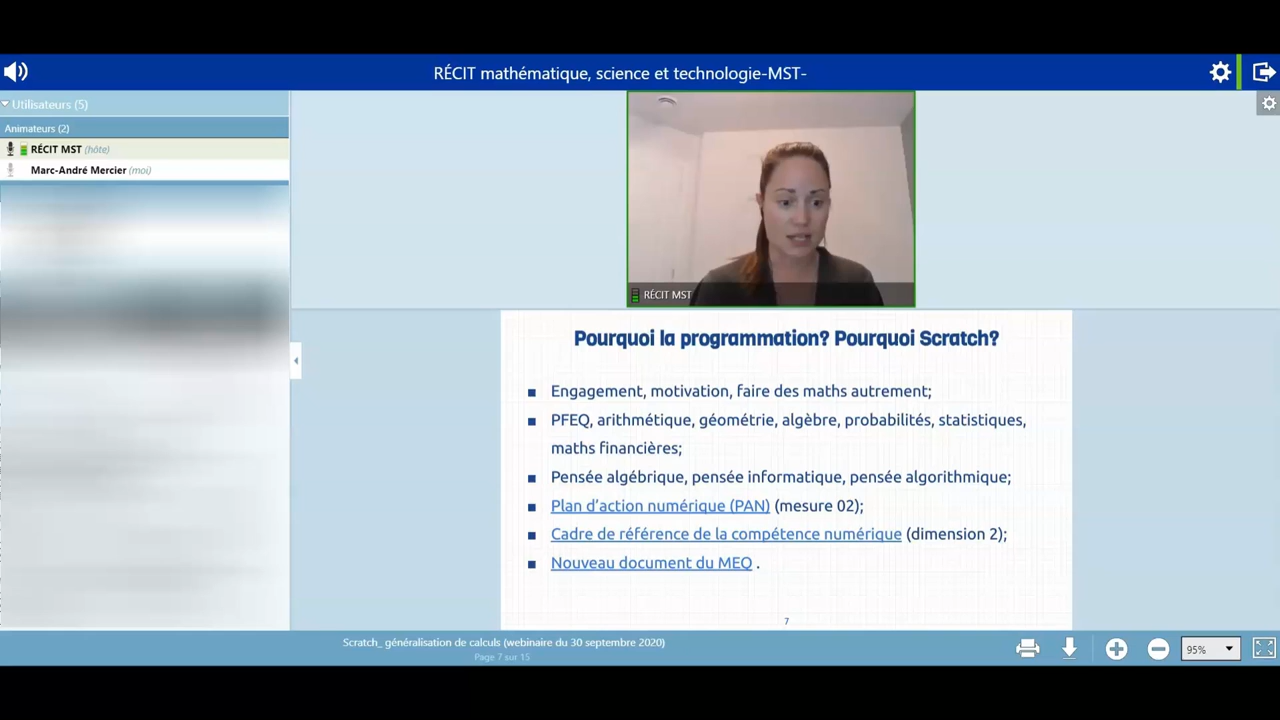 RÉCIT mathématique, science et technologie-MST-
Utilisateurs (5)
Animateurs (2)
RÉCIT MST (hôte)
Marc-André Mercier (moi)
RÉCIT MST
Pourquoi la programmation? Pourquoi Scratch?
Engagement, motivation, faire des maths autrement;
PFEQ, arithmétique, géométrie, algèbre, probabilités, statistiques,
maths financières;
Pensée algébrique, pensée informatique, pensée algorithmique;
Plan d’action numérique (PAN) (mesure 02);
Cadre de référence de la compétence numérique (dimension 2);
Nouveau document du MEQ .
7
Scratch_ généralisation de calculs (webinaire du 30 septembre 2020)
Page 7 sur 15
95%